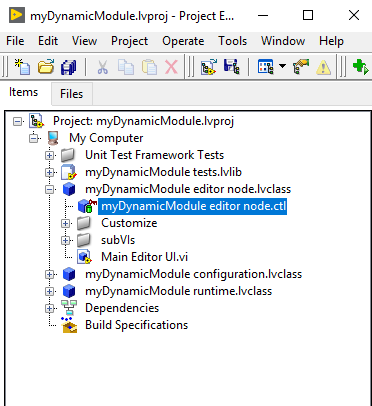 myDynamicModule.lvproj - Project E...
File Edit View Project Operate Tools Window Help
Items Files
Project: myDynamicModule.lvproj
My Computer
Unit Test Framework Tests
myDynamicModule tests.lvlib
myDynamicModule editor node.lvclass
myDynamicModule editor node.ctl
Customize
subVIs
Main Editor UI.vi
myDynamicModule configuration.lvclass
myDynamicModule runtime.lvclass
Dependencies
Build Specifications